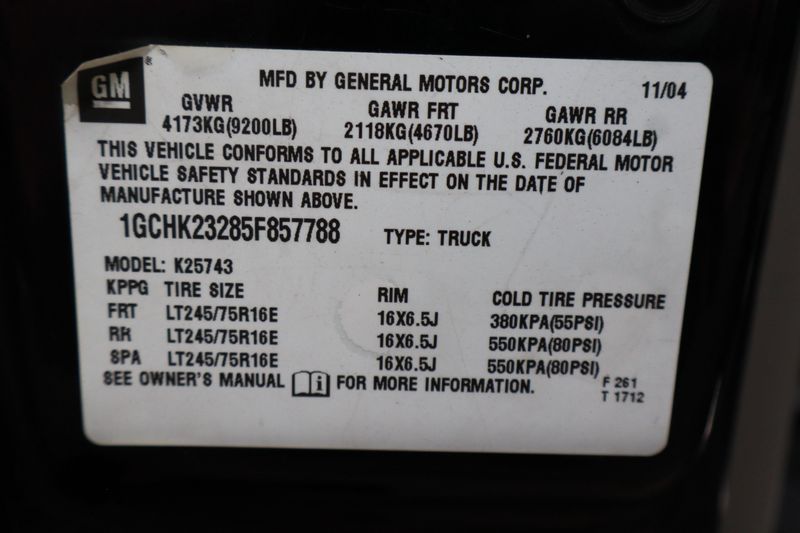 GM
MFD BY GENERAL MOTORS CORP. 11/04
GVWR GAWR FRT GAWR RR
4173KG(9200LB) 2118KG(4670LB) 2760KG(6084LB)
THIS VEHICLE CONFORMS TO ALL APPLICABLE U.S. FEDERAL MOTOR
VEHICLE SAFETY STANDARDS IN EFFECT ON THE DATE OF
MANUFACTURE SHOWN ABOVE.
1GCHK23285F857788 TYPE: TRUCK
MODEL: K25743
KPPG TIRE SIZE RIM COLD TIRE PRESSURE
FRT LT245/75R16E 16X6.5J 380KPA(55PSI)
RR LT245/75R16E 16X6.5J 550KPA(80PSI)
SPA LT245/75R16E 16X6.5J 550KPA(80PSI)
SEE OWNER'S MANUAL i FOR MORE INFORMATION. F 261
T 1712